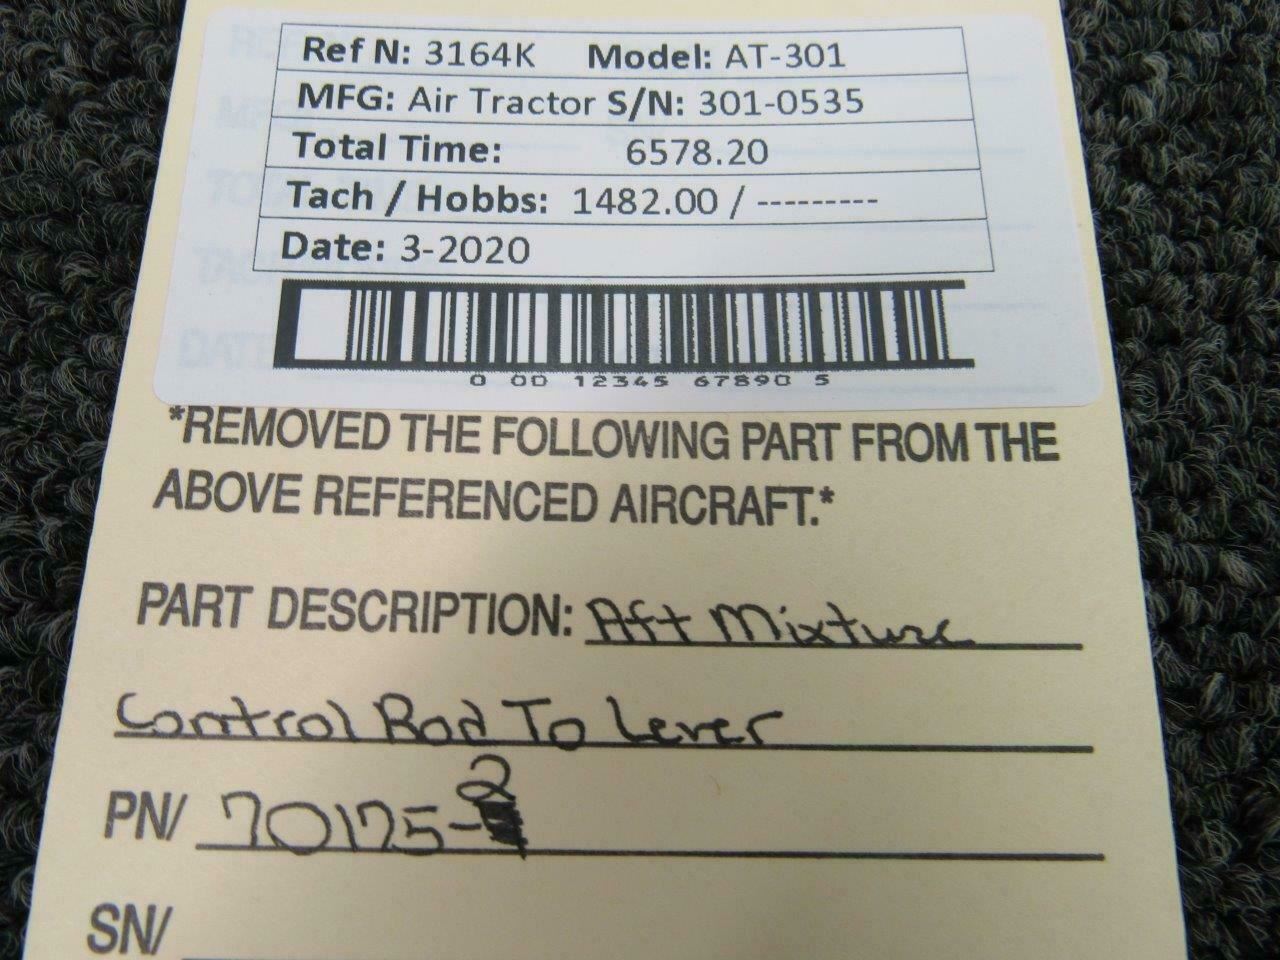 Ref N: 3164K Model: AT-301
MFG: Air Tractor S/N: 301-0535
Total Time: 6578.20
Tach / Hobbs: 1482.00 / ---------
Date: 3-2020
0 00 12345 67890 5
*REMOVED THE FOLLOWING PART FROM THE
ABOVE REFERENCED AIRCRAFT.*
PART DESCRIPTION: Aft Mixture
Control Rod To Lever
PN/ 70175-2
SN/